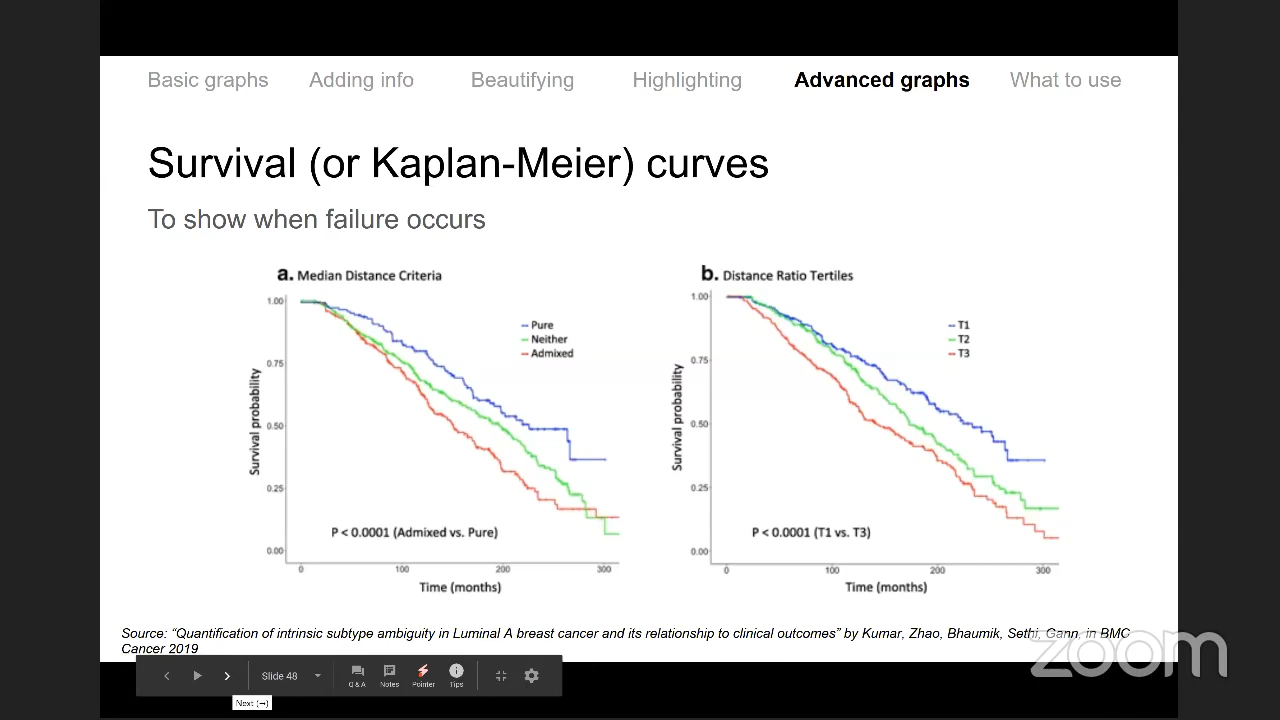 Basic graphs Adding info Beautifying Highlighting Advanced graphs What to use
Survival (or Kaplan-Meier) curves
To show when failure occurs
a. Median Distance Criteria
1.00
0.75
0.50
0.25
0.00
Survival probability
Pure
Neither
Admixed
P < 0.0001 (Admixed vs. Pure)
0 100 200 300
Time (months)
b. Distance Ratio Tertiles
1.00
0.75
0.50
0.25
0.00
Survival probability
T1
T2
T3
P < 0.0001 (T1 vs. T3)
0 100 200 300
Time (months)
Source: “Quantification of intrinsic subtype ambiguity in Luminal A breast cancer and its relationship to clinical outcomes” by Kumar, Zhao, Bhaumik, Sethi, Gann, in BMC
Cancer 2019
zoom
Slide 48
Q & A Notes Pointer Tips
Next (→)